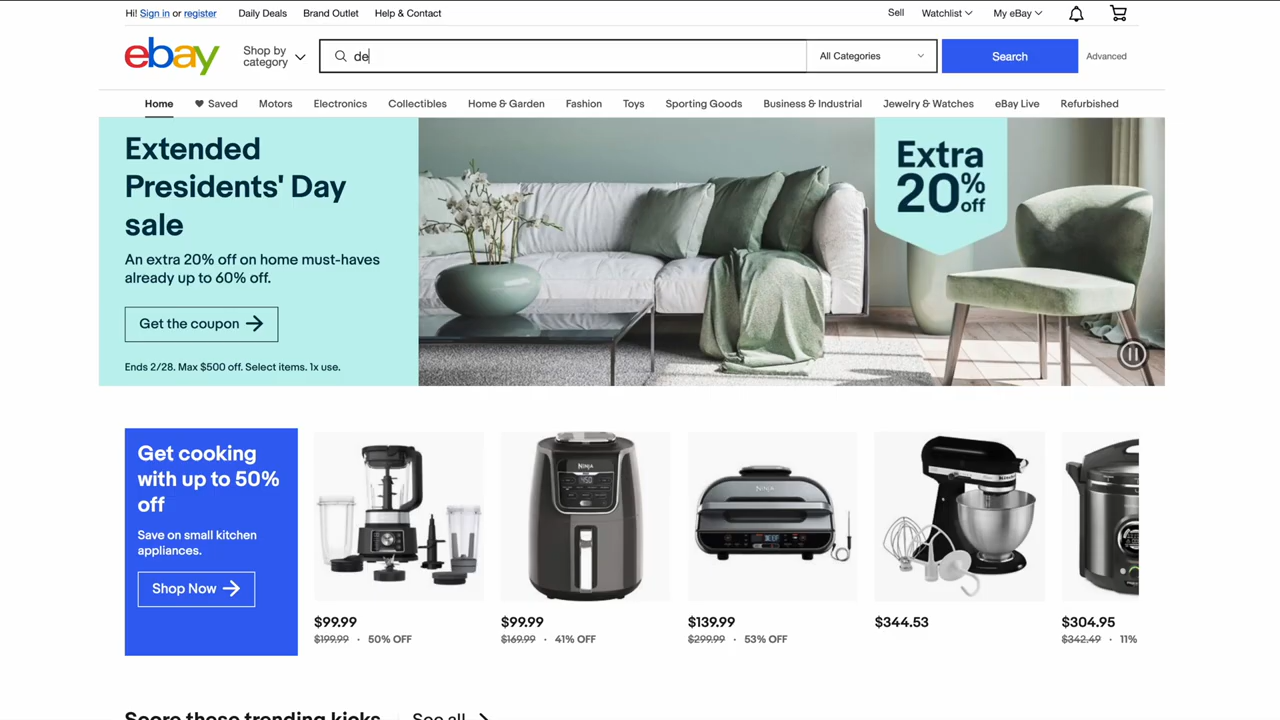 Hi! Sign in or register
Daily Deals
Brand Outlet
Help & Contact
Sell
Watchlist
My eBay
ebay
Shop by
category
de
All Categories
Search
Advanced
Home
Saved
Motors
Electronics
Collectibles
Home & Garden
Fashion
Toys
Sporting Goods
Business & Industrial
Jewelry & Watches
eBay Live
Refurbished
Extended
Presidents' Day
sale
An extra 20% off on home must-haves
already up to 60% off.
Get the coupon
Ends 2/28. Max $500 off. Select items. 1x use.
Extra
20% off
Get cooking
with up to 50%
off
Save on small kitchen
appliances.
Shop Now
NINJA
NINJA
$99.99
$199.99 · 50% OFF
$99.99
$169.99 · 41% OFF
$139.99
$299.99 · 53% OFF
$344.53
$304.95
$342.49 · 11%
Score these trending kicks
See all